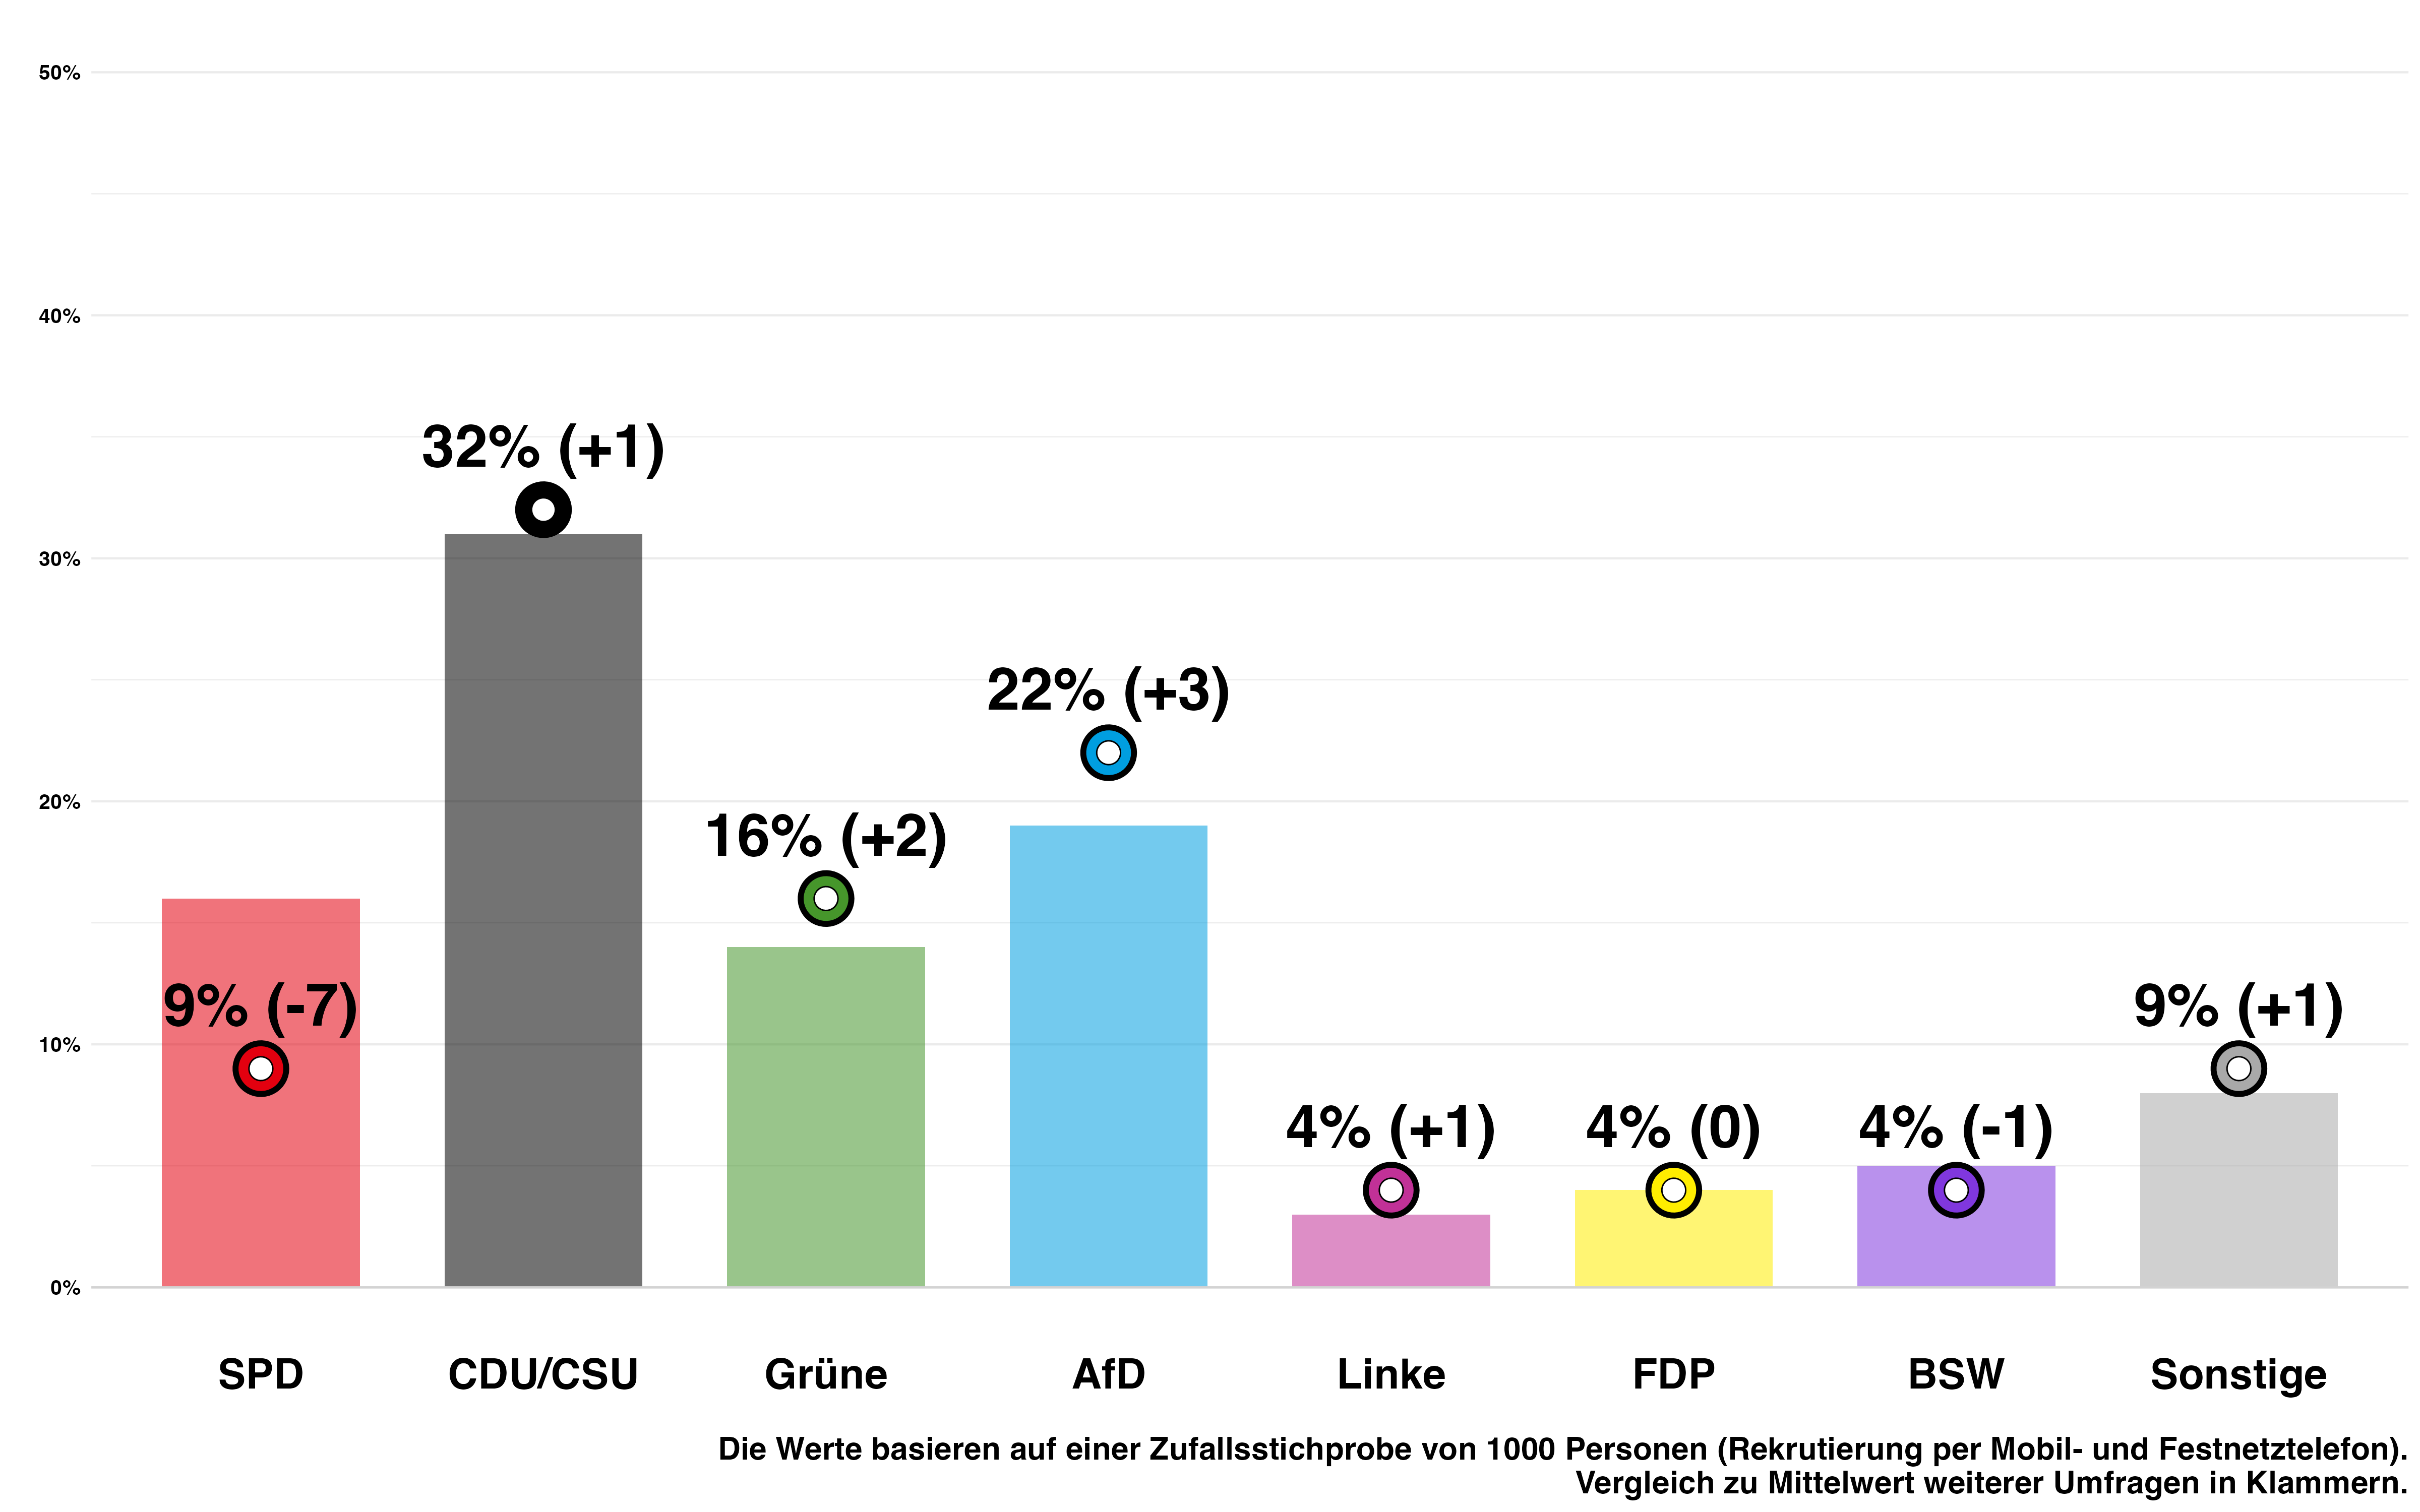 50%
40%
30%
20%
10%
0%
9% (-7)
32% (+1)
16% (+2)
22% (+3)
4% (+1)
4% (0)
4% (-1)
9% (+1)
SPD
CDU/CSU
Grüne
AfD
Linke
FDP
BSW
Sonstige
Die Werte basieren auf einer Zufallsstichprobe von 1000 Personen (Rekrutierung per Mobil- und Festnetztelefon).
Vergleich zu Mittelwert weiterer Umfragen in Klammern.